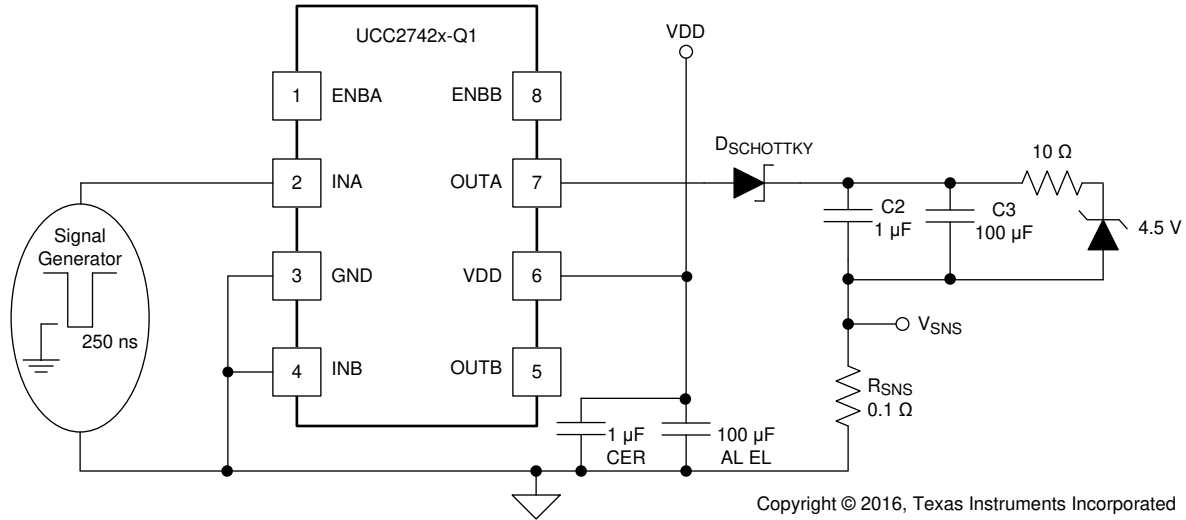 UCC2742x-Q1
VDD
1 ENBA ENBB 8
DSCHOTTKY
10 Ω
2 INA OUTA 7
C2
1 µF
C3
100 µF
4.5 V
Signal
Generator
250 ns
3 GND VDD 6
VSNS
4 INB OUTB 5
RSNS
0.1 Ω
1 µF
CER
100 µF
AL EL
Copyright © 2016, Texas Instruments Incorporated